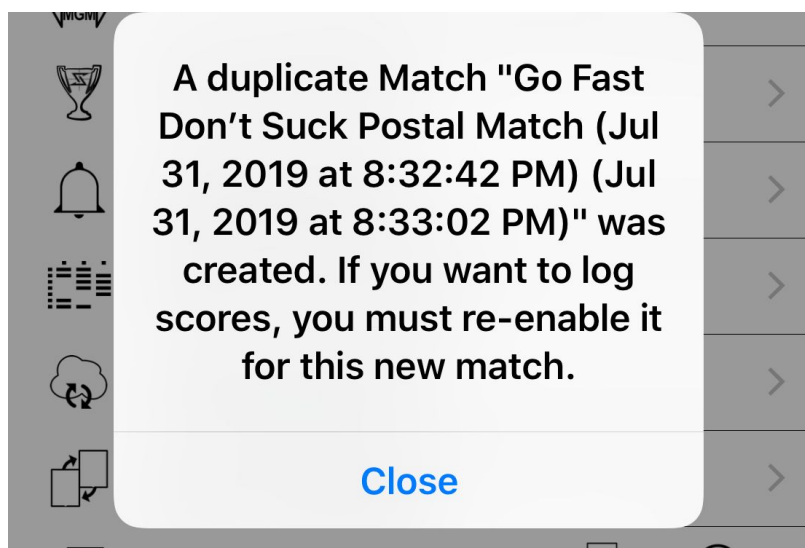 MGM
A duplicate Match "Go Fast
Don’t Suck Postal Match (Jul
31, 2019 at 8:32:42 PM) (Jul
31, 2019 at 8:33:02 PM)" was
created. If you want to log
scores, you must re-enable it
for this new match.
Close